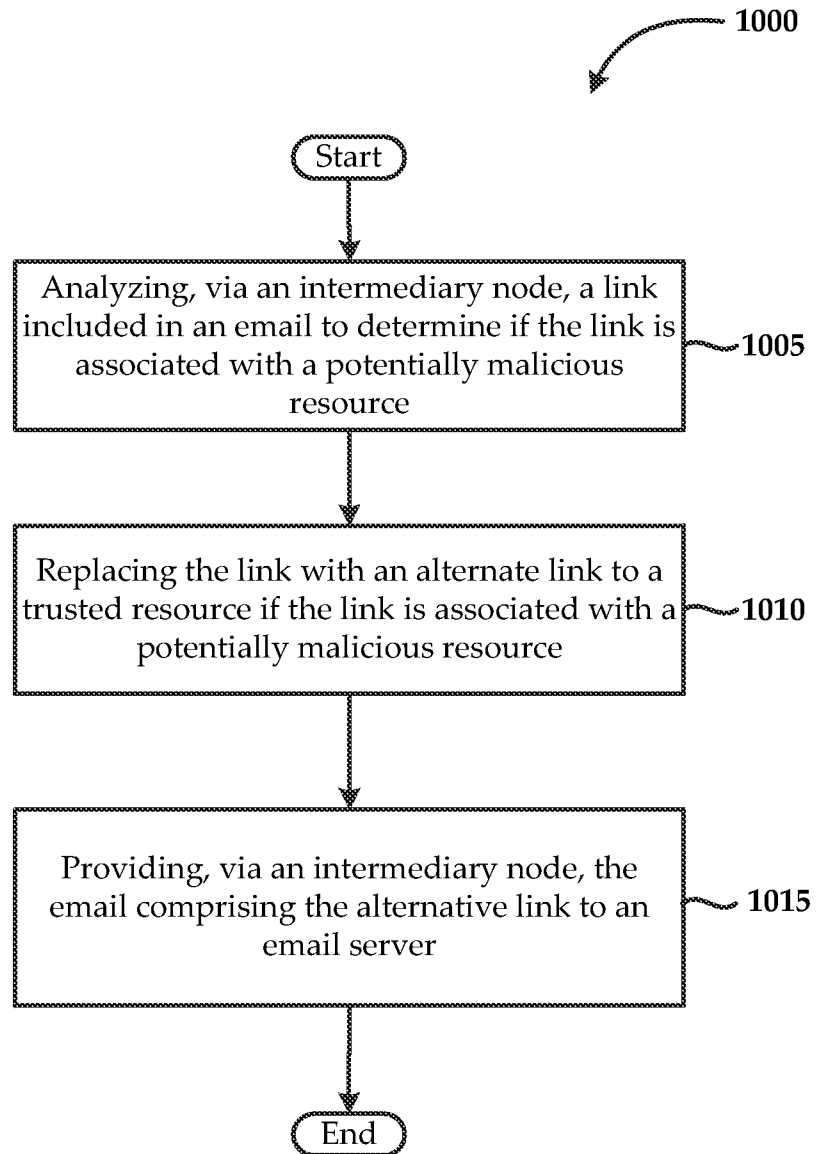 1000
Start
Analyzing, via an intermediary node, a link
included in an email to determine if the link is
associated with a potentially malicious
resource
1005
Replacing the link with an alternate link to a
trusted resource if the link is associated with a
potentially malicious resource
1010
Providing, via an intermediary node, the
email comprising the alternative link to an
email server
1015
End